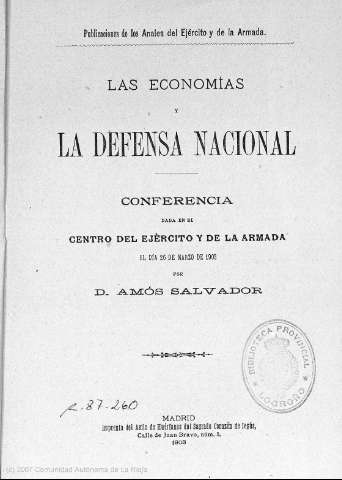 Publicaciones de los Anales del Ejército y de la Armada.
LAS ECONOMÍAS
Y
LA DEFENSA NACIONAL
CONFERENCIA
DADA EN EL
CENTRO DEL EJÉRCITO Y DE LA ARMADA
EL DÍA 26 DE MARZO DE 1903
POR
D. AMÓS SALVADOR
BIBLIOTECA PROVINCIAL
LOGROÑO
R. 87-260
MADRID
Imprenta del Asilo de Huérfanos del Sagrado Corazón de Jesús,
Calle de Juan Bravo, núm. 5.
1903
(c) 2007 Comunidad Autónoma de La Rioja